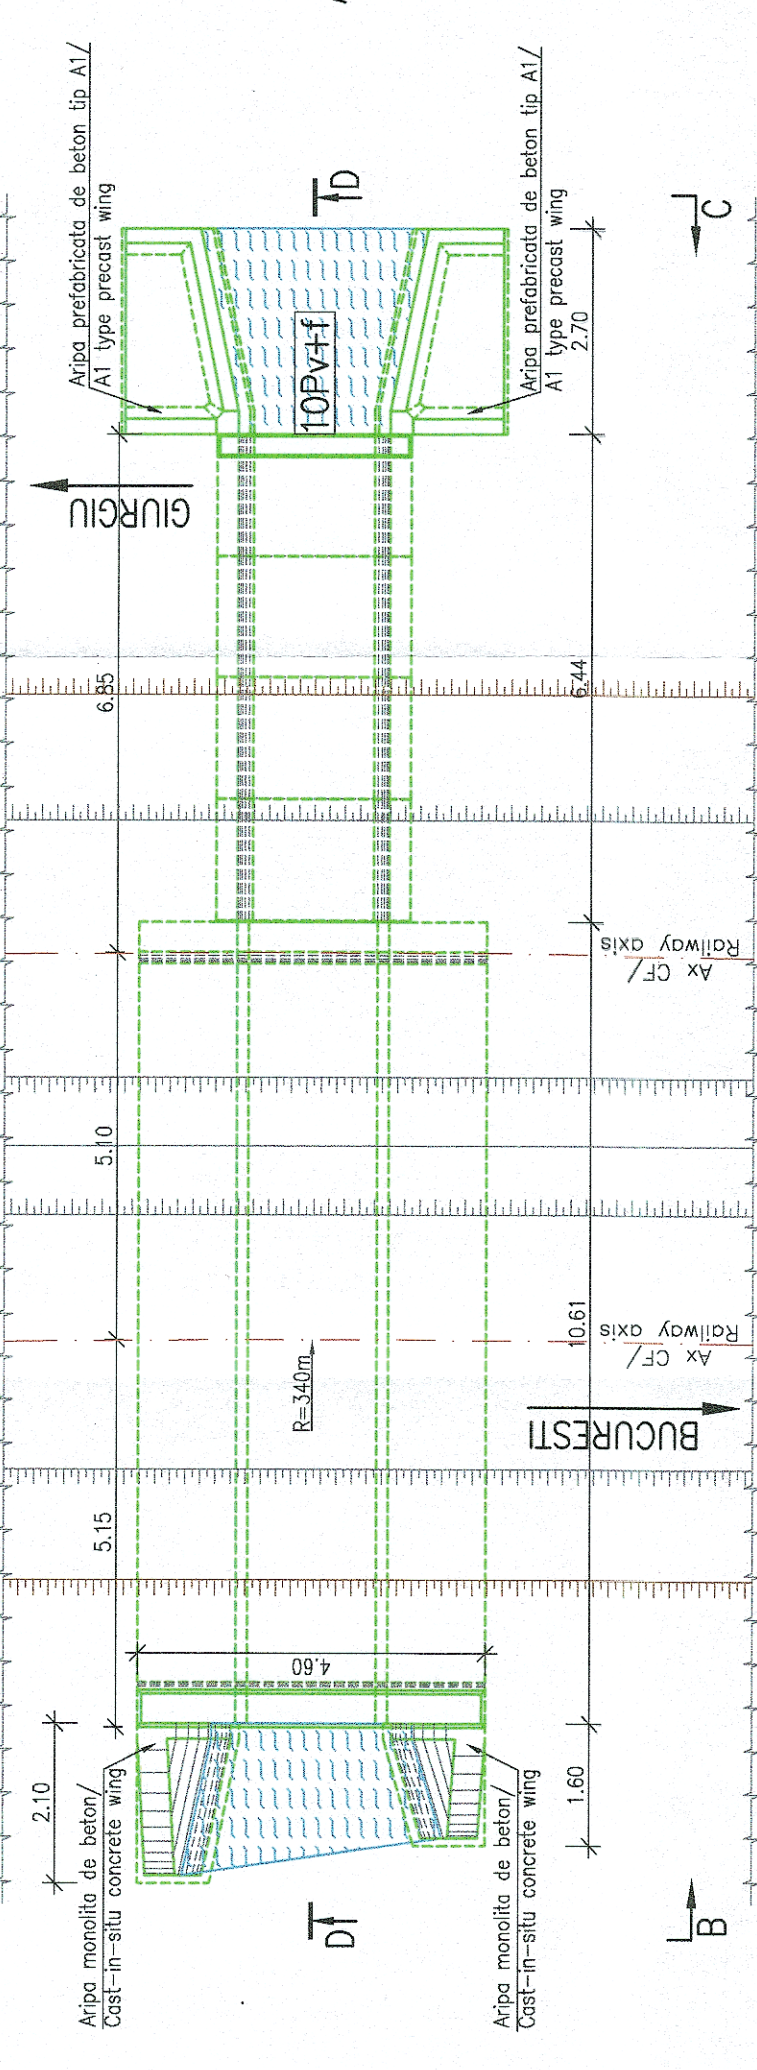 Aripa prefabricata de beton tip A1/
A1 type precast wing
D
Aripa prefabricata de beton tip A1/
A1 type precast wing
C
10Pv+f
2.70
GIURGIU
6.85
6.44
Ax CF/
Railway axis
5.10
10.61
R=340m
Ax CF/
Railway axis
BUCURESTI
5.15
4.60
2.10
1.60
Aripa monolita de beton/
Cast-in-situ concrete wing
D
Aripa monolita de beton/
Cast-in-situ concrete wing
B